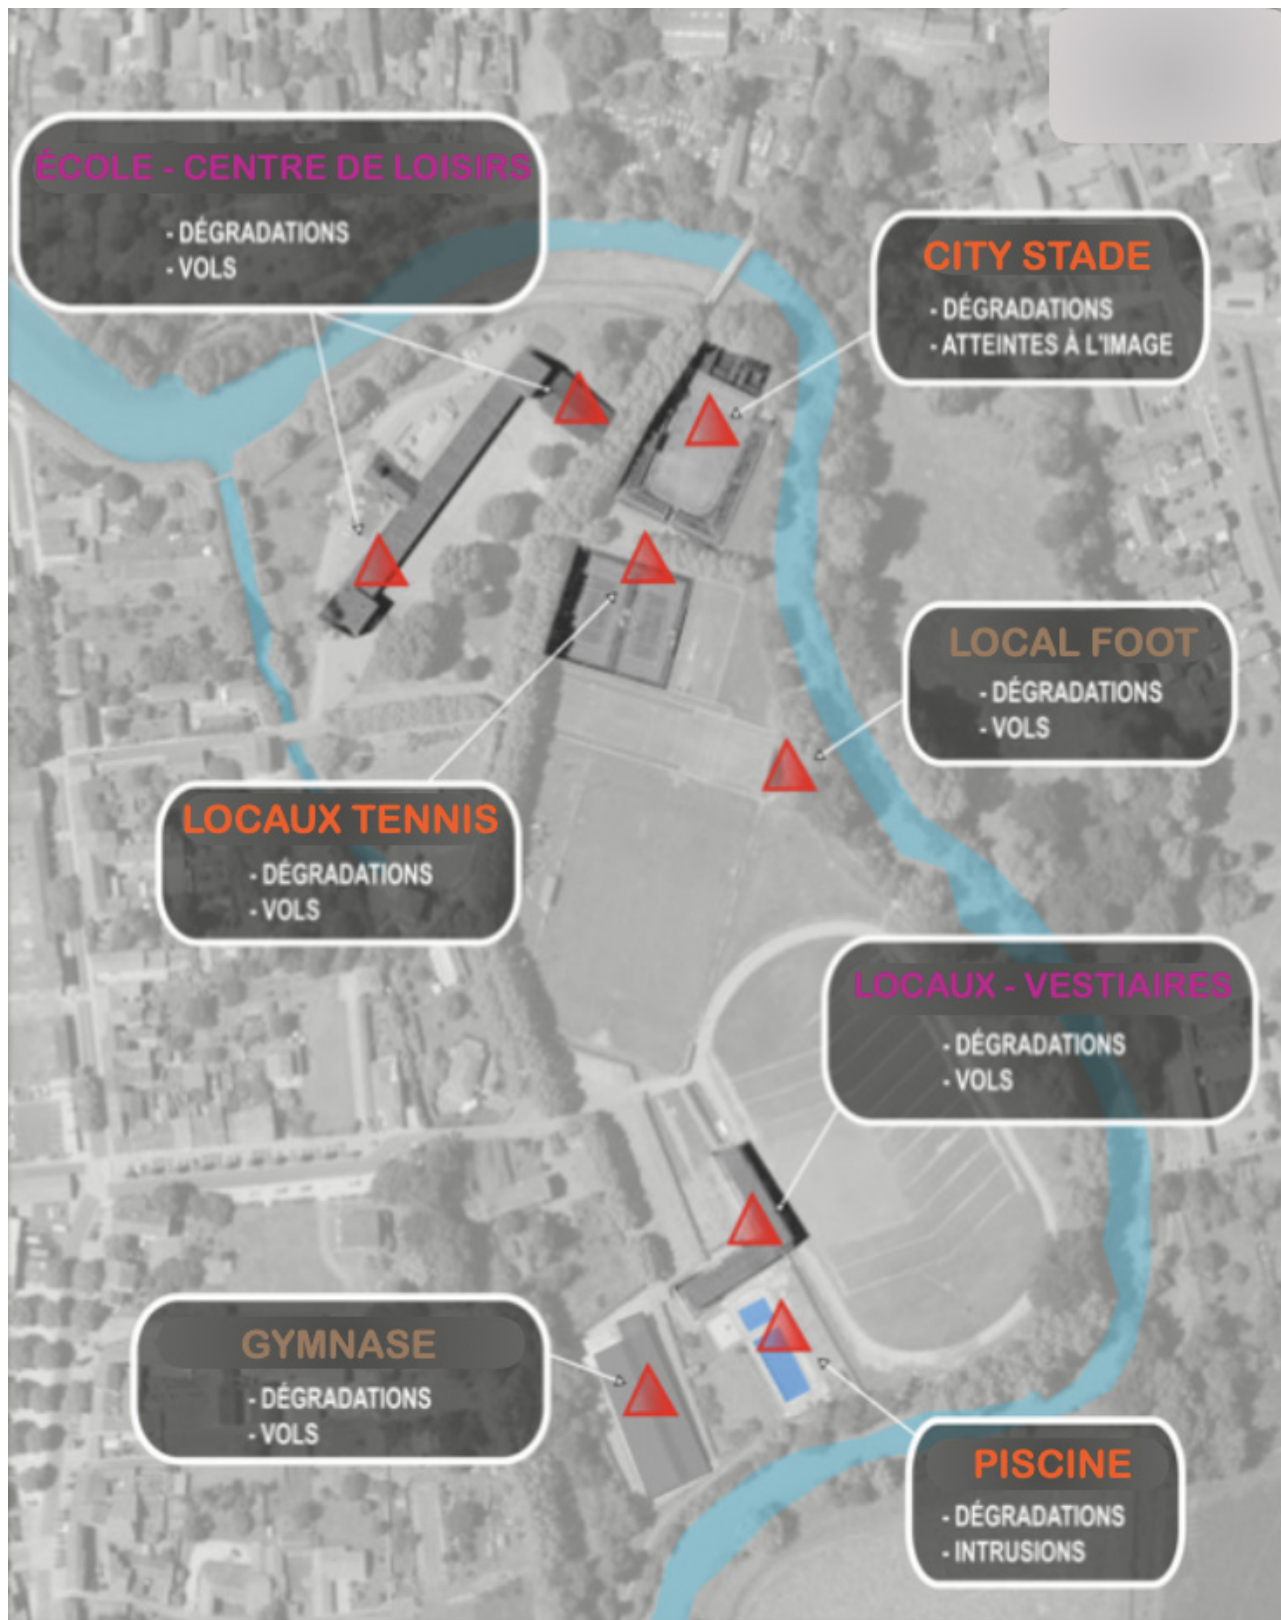 ÉCOLE - CENTRE DE LOISIRS
- DÉGRADATIONS
- VOLS
CITY STADE
- DÉGRADATIONS
- ATTEINTES À L'IMAGE
LOCAL FOOT
- DÉGRADATIONS
- VOLS
LOCAUX TENNIS
- DÉGRADATIONS
- VOLS
LOCAUX - VESTIAIRES
- DÉGRADATIONS
- VOLS
GYMNASE
- DÉGRADATIONS
- VOLS
PISCINE
- DÉGRADATIONS
- INTRUSIONS